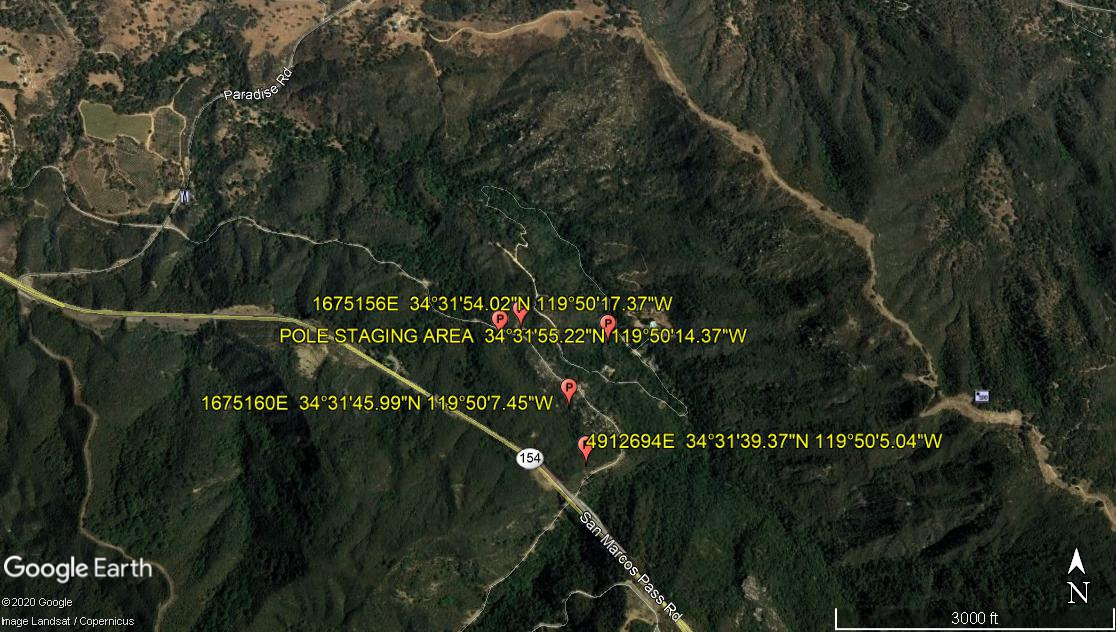 Paradise Rd
1675156E  34°31'54.02"N 119°50'17.37"W
P
P
POLE STAGING AREA  34°31'55.22"N 119°50'14.37"W
P
1675160E  34°31'45.99"N 119°50'7.45"W
4912694E  34°31'39.37"N 119°50'5.04"W
154
San Marcos Pass Rd
Google Earth
©2020 Google
Image Landsat / Copernicus
N
3000 ft